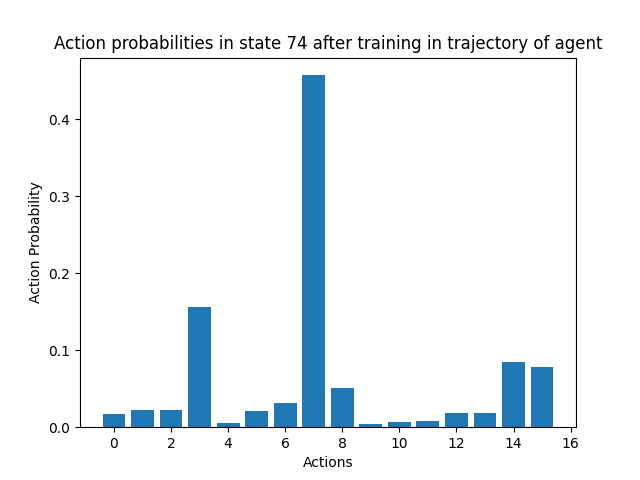 Action probabilities in state 74 after training in trajectory of agent
0.4
0.3
0.2
0.1
0.0
Action Probability
0 2 4 6 8 10 12 14 16
Actions